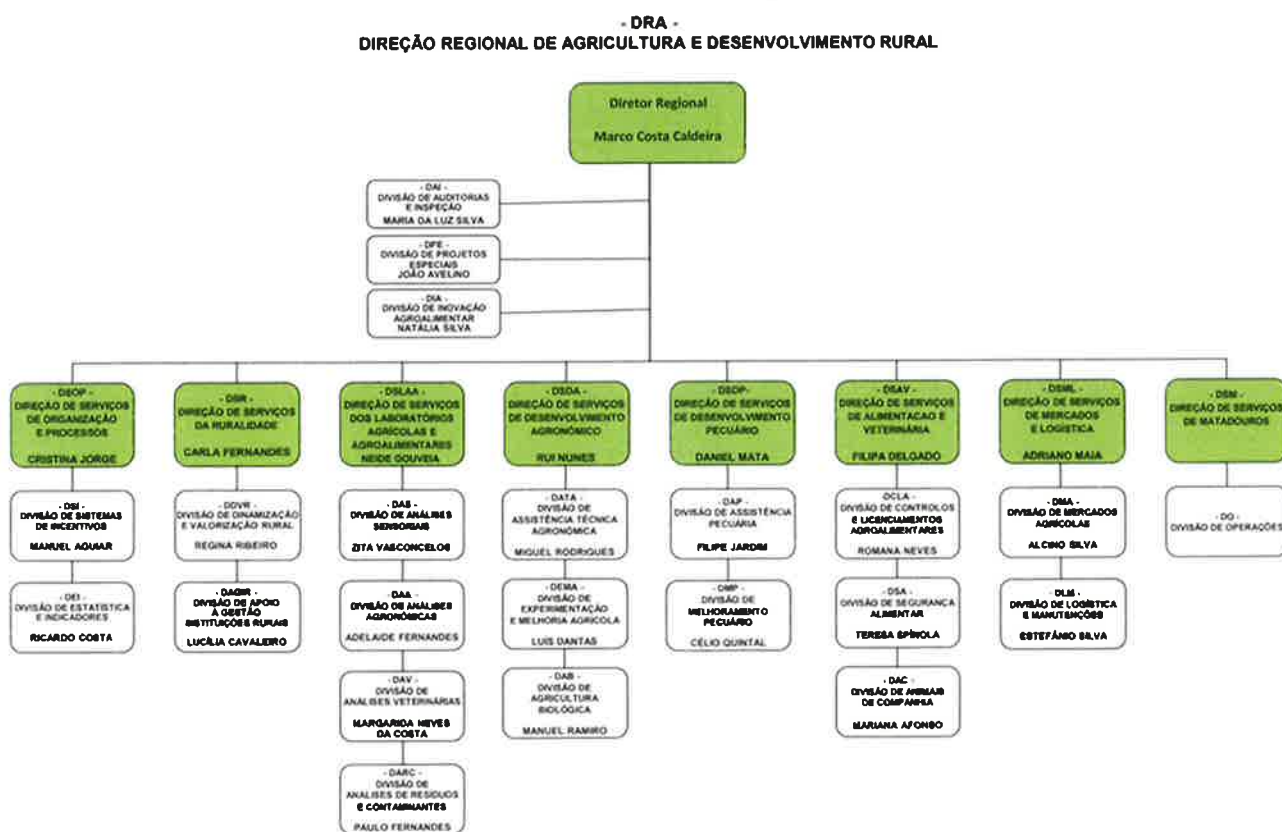 - DRA -
DIREÇÃO REGIONAL DE AGRICULTURA E DESENVOLVIMENTO RURAL
Diretor Regional
Marco Costa Caldeira
- DAI -
DIVISÃO DE AUDITORIAS
E INSPEÇÃO
MARIA DA LUZ SILVA
- DPE -
DIVISÃO DE PROJETOS
ESPECIAIS
JOÃO AVELINO
- DIA -
DIVISÃO DE INOVAÇÃO
AGROALIMENTAR
NATÁLIA SILVA
- DSOP -
DIREÇÃO DE SERVIÇOS
DE ORGANIZAÇÃO
E PROCESSOS
CRISTINA JORGE
- DSI -
DIVISÃO DE SISTEMAS
DE INCENTIVOS
MANUEL AGUIAR
- DEI -
DIVISÃO DE ESTATÍSTICA
E INDICADORES
RICARDO COSTA
- DSR -
DIREÇÃO DE SERVIÇOS
DA RURALIDADE
CARLA FERNANDES
- DDVR -
DIVISÃO DE DINAMIZAÇÃO
E VALORIZAÇÃO RURAL
REGINA RIBEIRO
- DAGIR -
DIVISÃO DE APOIO
À GESTÃO
INSTITUIÇÕES RURAIS
LUCÍLIA CAVALEIRO
- DSLAA -
DIREÇÃO DE SERVIÇOS
DOS LABORATÓRIOS
AGRÍCOLAS E
AGROALIMENTARES
NEIDE GOUVEIA
- DAS -
DIVISÃO DE ANÁLISES
SENSORIAIS
ZITA VASCONCELOS
- DAA -
DIVISÃO DE ANÁLISES
AGRONÓMICAS
ADELAIDE FERNANDES
- DAV -
DIVISÃO DE
ANÁLISES VETERINÁRIAS
MARGARIDA NEVES
DA COSTA
- DARC -
DIVISÃO DE
ANÁLISES DE RESÍDUOS
E CONTAMINANTES
PAULO FERNANDES
- DSDA -
DIREÇÃO DE SERVIÇOS
DE DESENVOLVIMENTO
AGRONÓMICO
RUI NUNES
- DATA -
DIVISÃO DE
ASSISTÊNCIA TÉCNICA
AGRONÓMICA
MIGUEL RODRIGUES
- DEMA -
DIVISÃO DE
EXPERIMENTAÇÃO
E MELHORIA AGRÍCOLA
LUÍS DANTAS
- DAB -
DIVISÃO DE
AGRICULTURA
BIOLÓGICA
MANUEL RAMIRO
- DSDP -
DIREÇÃO DE SERVIÇOS
DE DESENVOLVIMENTO
PECUÁRIO
DANIEL MATA
- DAP -
DIVISÃO DE ASSISTÊNCIA
PECUÁRIA
FILIPE JARDIM
- DMP -
DIVISÃO DE
MELHORAMENTO
PECUÁRIO
CÉLIO QUINTAL
- DSAV -
DIREÇÃO DE SERVIÇOS
DE ALIMENTACAO E
VETERINÁRIA
FILIPA DELGADO
- DCLA -
DIVISÃO DE CONTROLOS
E LICENCIAMENTOS
AGROALIMENTARES
ROMANA NEVES
- DSA -
DIVISÃO DE SEGURANÇA
ALIMENTAR
TERESA SPÍNOLA
- DAC -
DIVISÃO DE ANIMAIS
DE COMPANHIA
MARIANA AFONSO
- DSML -
DIREÇÃO DE SERVIÇOS
DE MERCADOS
E LOGÍSTICA
ADRIANO MAIA
- DMA -
DIVISÃO DE MERCADOS
AGRÍCOLAS
ALCINO SILVA
- DLM -
DIVISÃO DE LOGÍSTICA
E MANUTENÇÕES
ESTEFÂNIO SILVA
- DSM -
DIREÇÃO DE SERVIÇOS
DE MATADOUROS
- DO -
DIVISÃO DE OPERAÇÕES